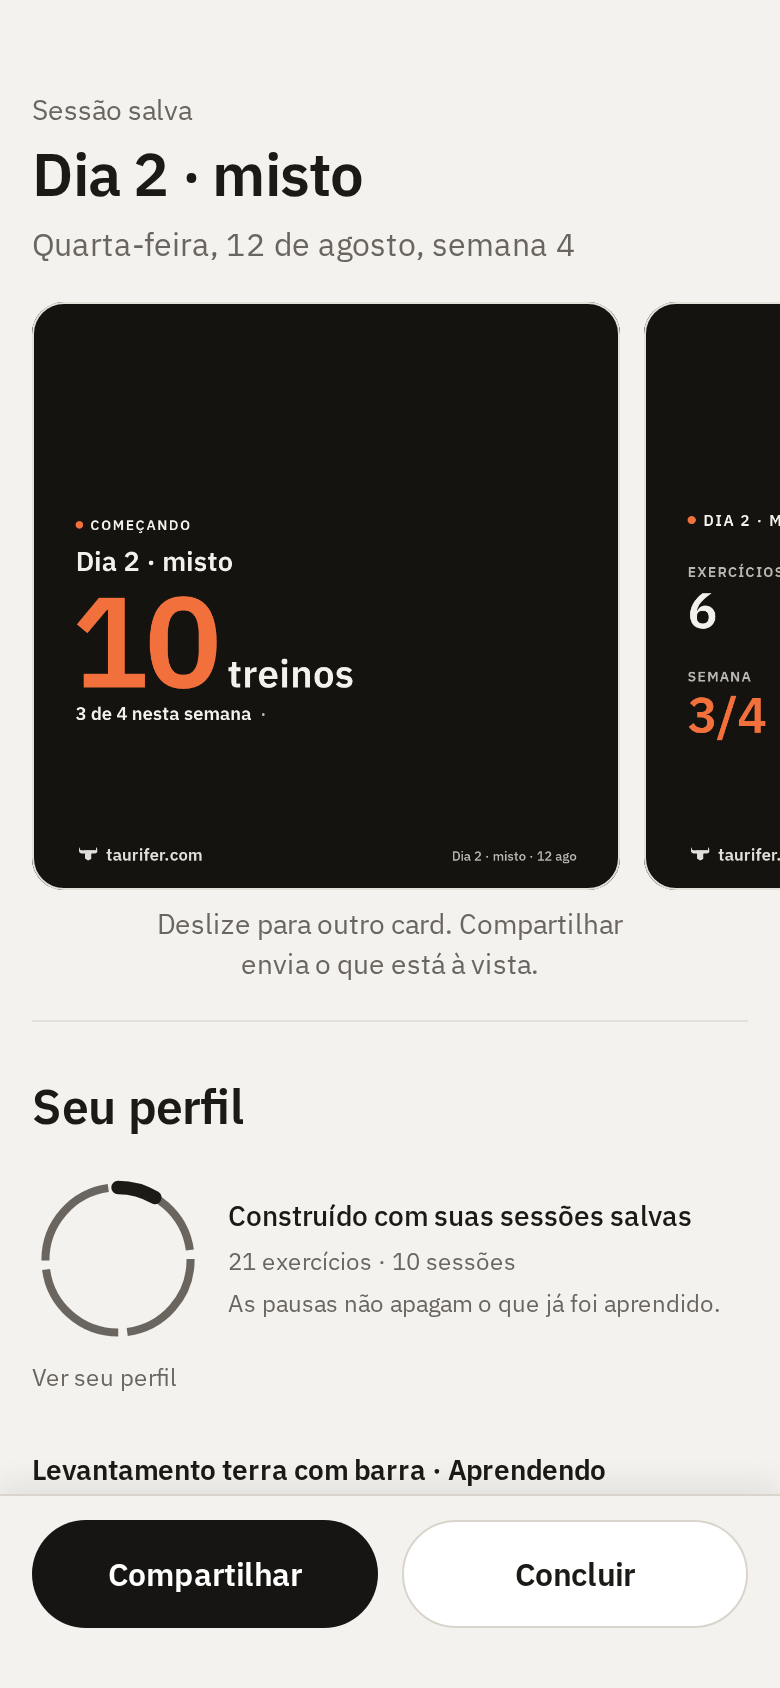 Sessão salva
Dia 2 · misto
Quarta-feira, 12 de agosto, semana 4
COMEÇANDO
Dia 2 · misto
10 treinos
3 de 4 nesta semana ·
taurifer.com
Dia 2 · misto · 12 ago
DIA 2 · M
EXERCÍCIOS
6
SEMANA
3/4
taurifer.
Deslize para outro card. Compartilhar
envia o que está à vista.
Seu perfil
Construído com suas sessões salvas
21 exercícios · 10 sessões
As pausas não apagam o que já foi aprendido.
Ver seu perfil
Levantamento terra com barra · Aprendendo
Compartilhar
Concluir